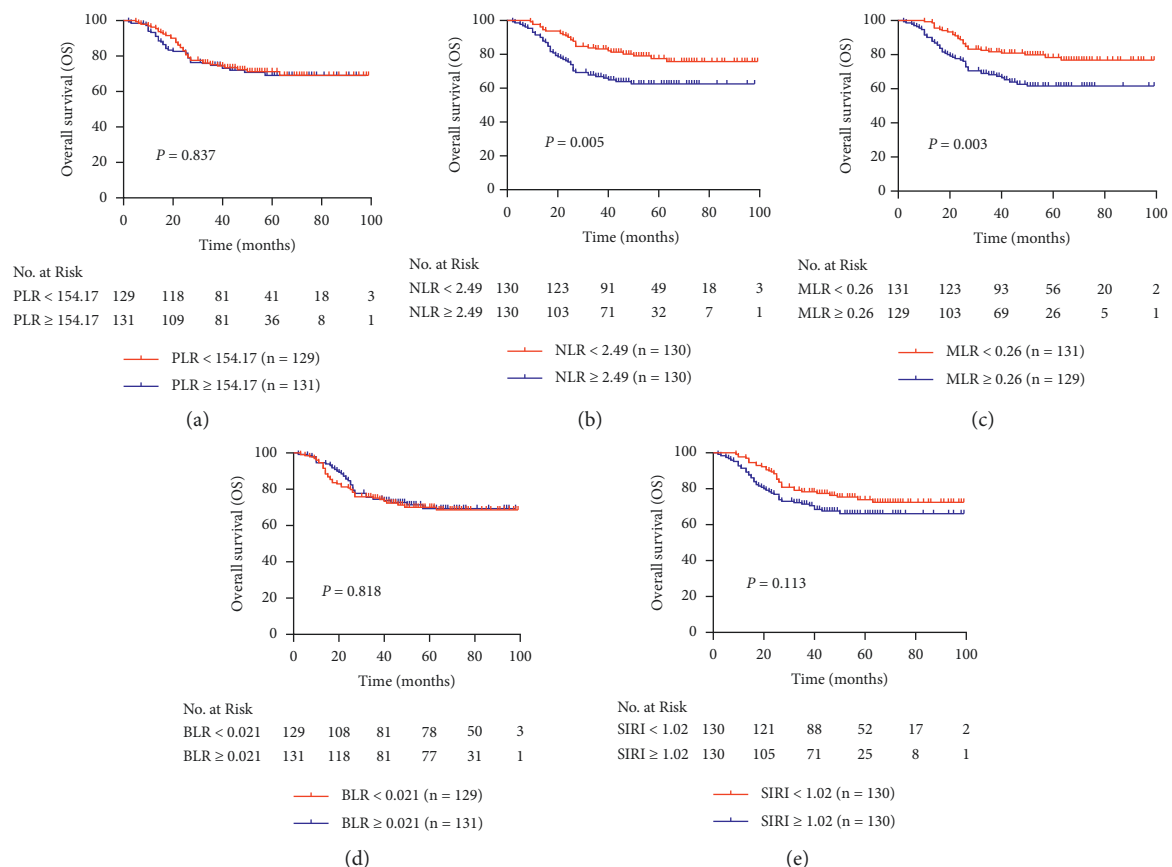 100
80
60
40
20
0
Overall survival (OS)
P = 0.837
0 20 40 60 80 100
Time (months)
No. at Risk
PLR < 154.17 129 118 81 41 18 3
PLR ≥ 154.17 131 109 81 36 8 1
PLR < 154.17 (n = 129)
PLR ≥ 154.17 (n = 131)
(a)
100
80
60
40
20
0
Overall survival (OS)
P = 0.005
0 20 40 60 80 100
Time (months)
No. at Risk
NLR < 2.49 130 123 91 49 18 3
NLR ≥ 2.49 130 103 71 32 7 1
NLR < 2.49 (n = 130)
NLR ≥ 2.49 (n = 130)
(b)
100
80
60
40
20
0
Overall survival (OS)
P = 0.003
0 20 40 60 80 100
Time (months)
No. at Risk
MLR < 0.26 131 123 93 56 20 2
MLR ≥ 0.26 129 103 69 26 5 1
MLR < 0.26 (n = 131)
MLR ≥ 0.26 (n = 129)
(c)
100
80
60
40
20
0
Overall survival (OS)
P = 0.818
0 20 40 60 80 100
Time (months)
No. at Risk
BLR < 0.021 129 108 81 78 50 3
BLR ≥ 0.021 131 118 81 77 31 1
BLR < 0.021 (n = 129)
BLR ≥ 0.021 (n = 131)
(d)
100
80
60
40
20
0
Overall survival (OS)
P = 0.113
0 20 40 60 80 100
Time (months)
No. at Risk
SIRI < 1.02 130 121 88 52 17 2
SIRI ≥ 1.02 130 105 71 25 8 1
SIRI < 1.02 (n = 130)
SIRI ≥ 1.02 (n = 130)
(e)